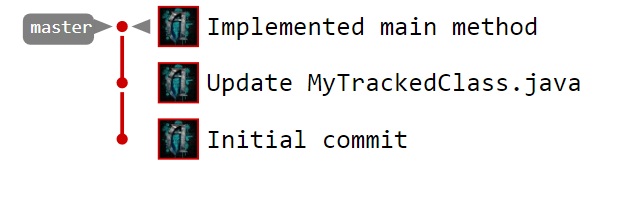 master
Implemented main method
Update MyTrackedClass.java
Initial commit